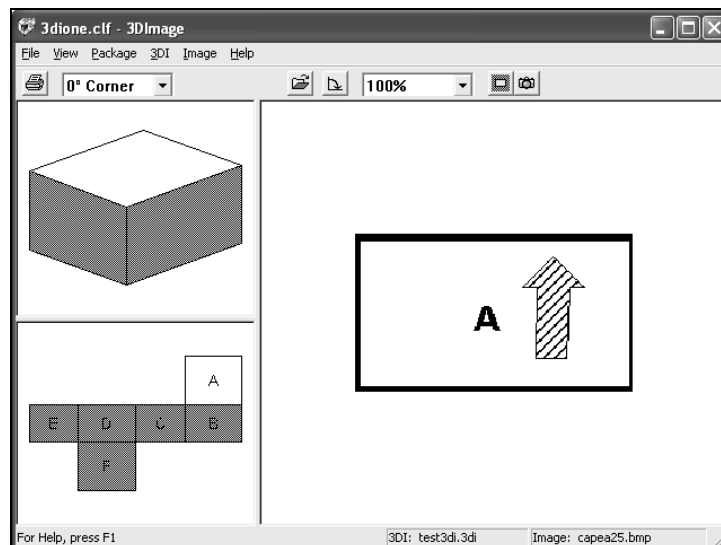 3dione.clf - 3DImage
File View Package 3DI Image Help
0° Corner 100%
A
A
E D C B
F
For Help, press F1 3DI: test3di.3di Image: capea25.bmp